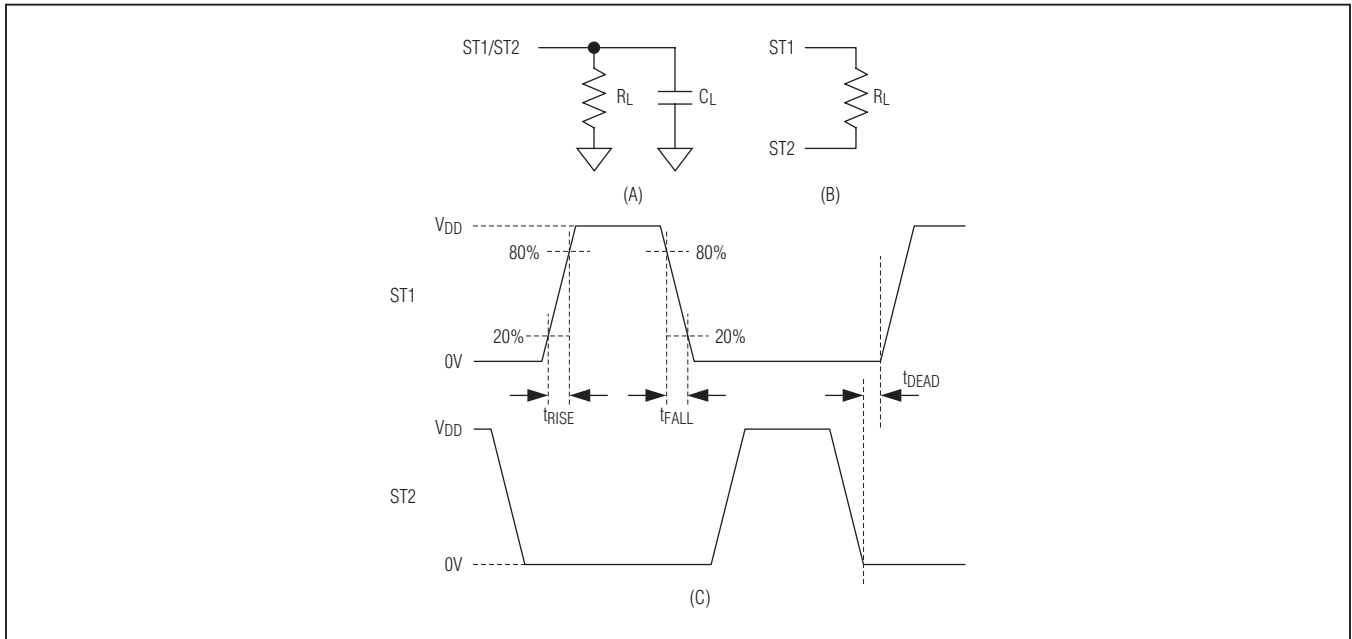 ST1/ST2
RL
CL
(A)
ST1
RL
ST2
(B)
VDD
80%
80%
ST1
20%
20%
0V
tRISE
tFALL
tDEAD
VDD
ST2
0V
(C)